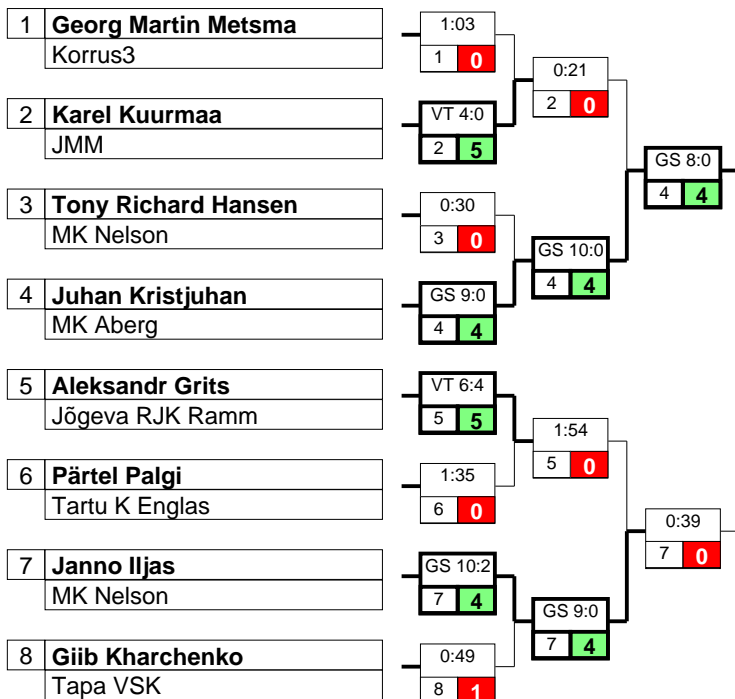 1 Georg Martin Metsma
Korrus3
1:03
1 0
0:21
2 0
2 Karel Kuurmaa
JMM
VT 4:0
2 5
GS 8:0
4 4
3 Tony Richard Hansen
MK Nelson
0:30
3 0
GS 10:0
4 4
4 Juhan Kristjuhan
MK Aberg
GS 9:0
4 4
5 Aleksandr Grits
Jõgeva RJK Ramm
VT 6:4
5 5
1:54
5 0
6 Pärtel Palgi
Tartu K Englas
1:35
6 0
0:39
7 0
7 Janno Iljas
MK Nelson
GS 10:2
7 4
GS 9:0
7 4
8 Giib Kharchenko
Tapa VSK
0:49
8 1